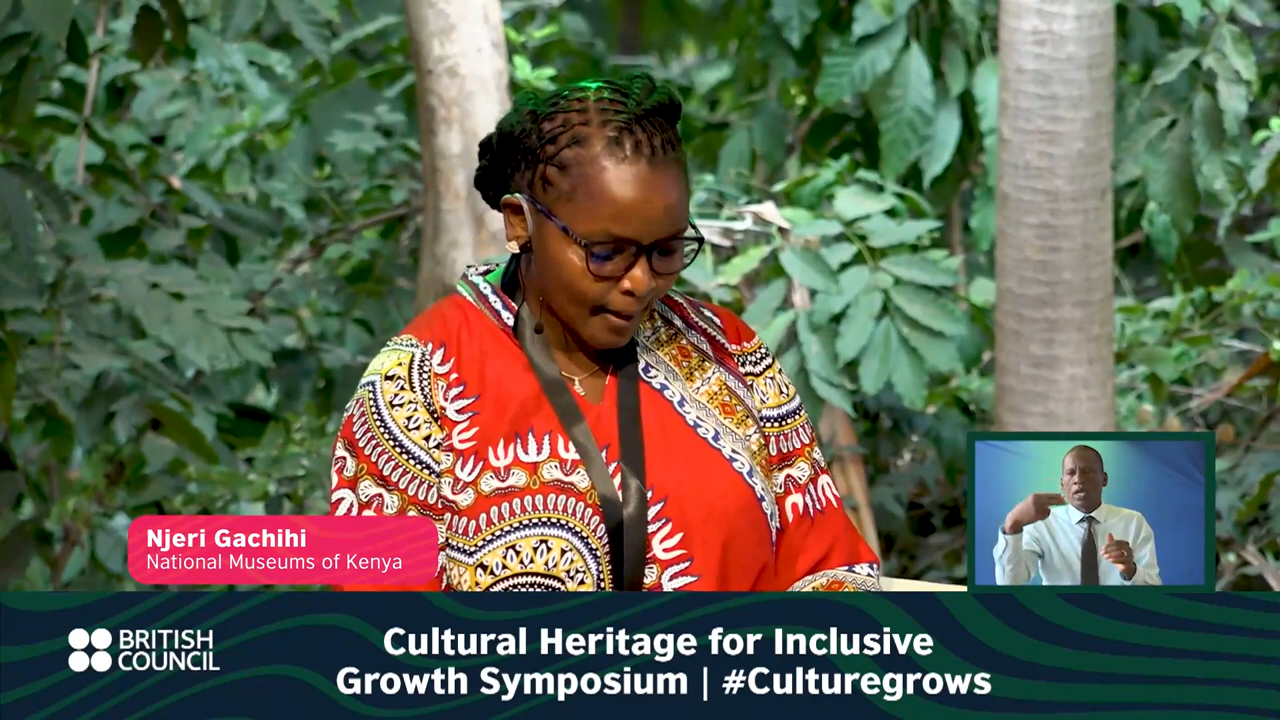 Njeri Gachihi
National Museums of Kenya
BRITISH
COUNCIL
Cultural Heritage for Inclusive
Growth Symposium | #Culturegrows